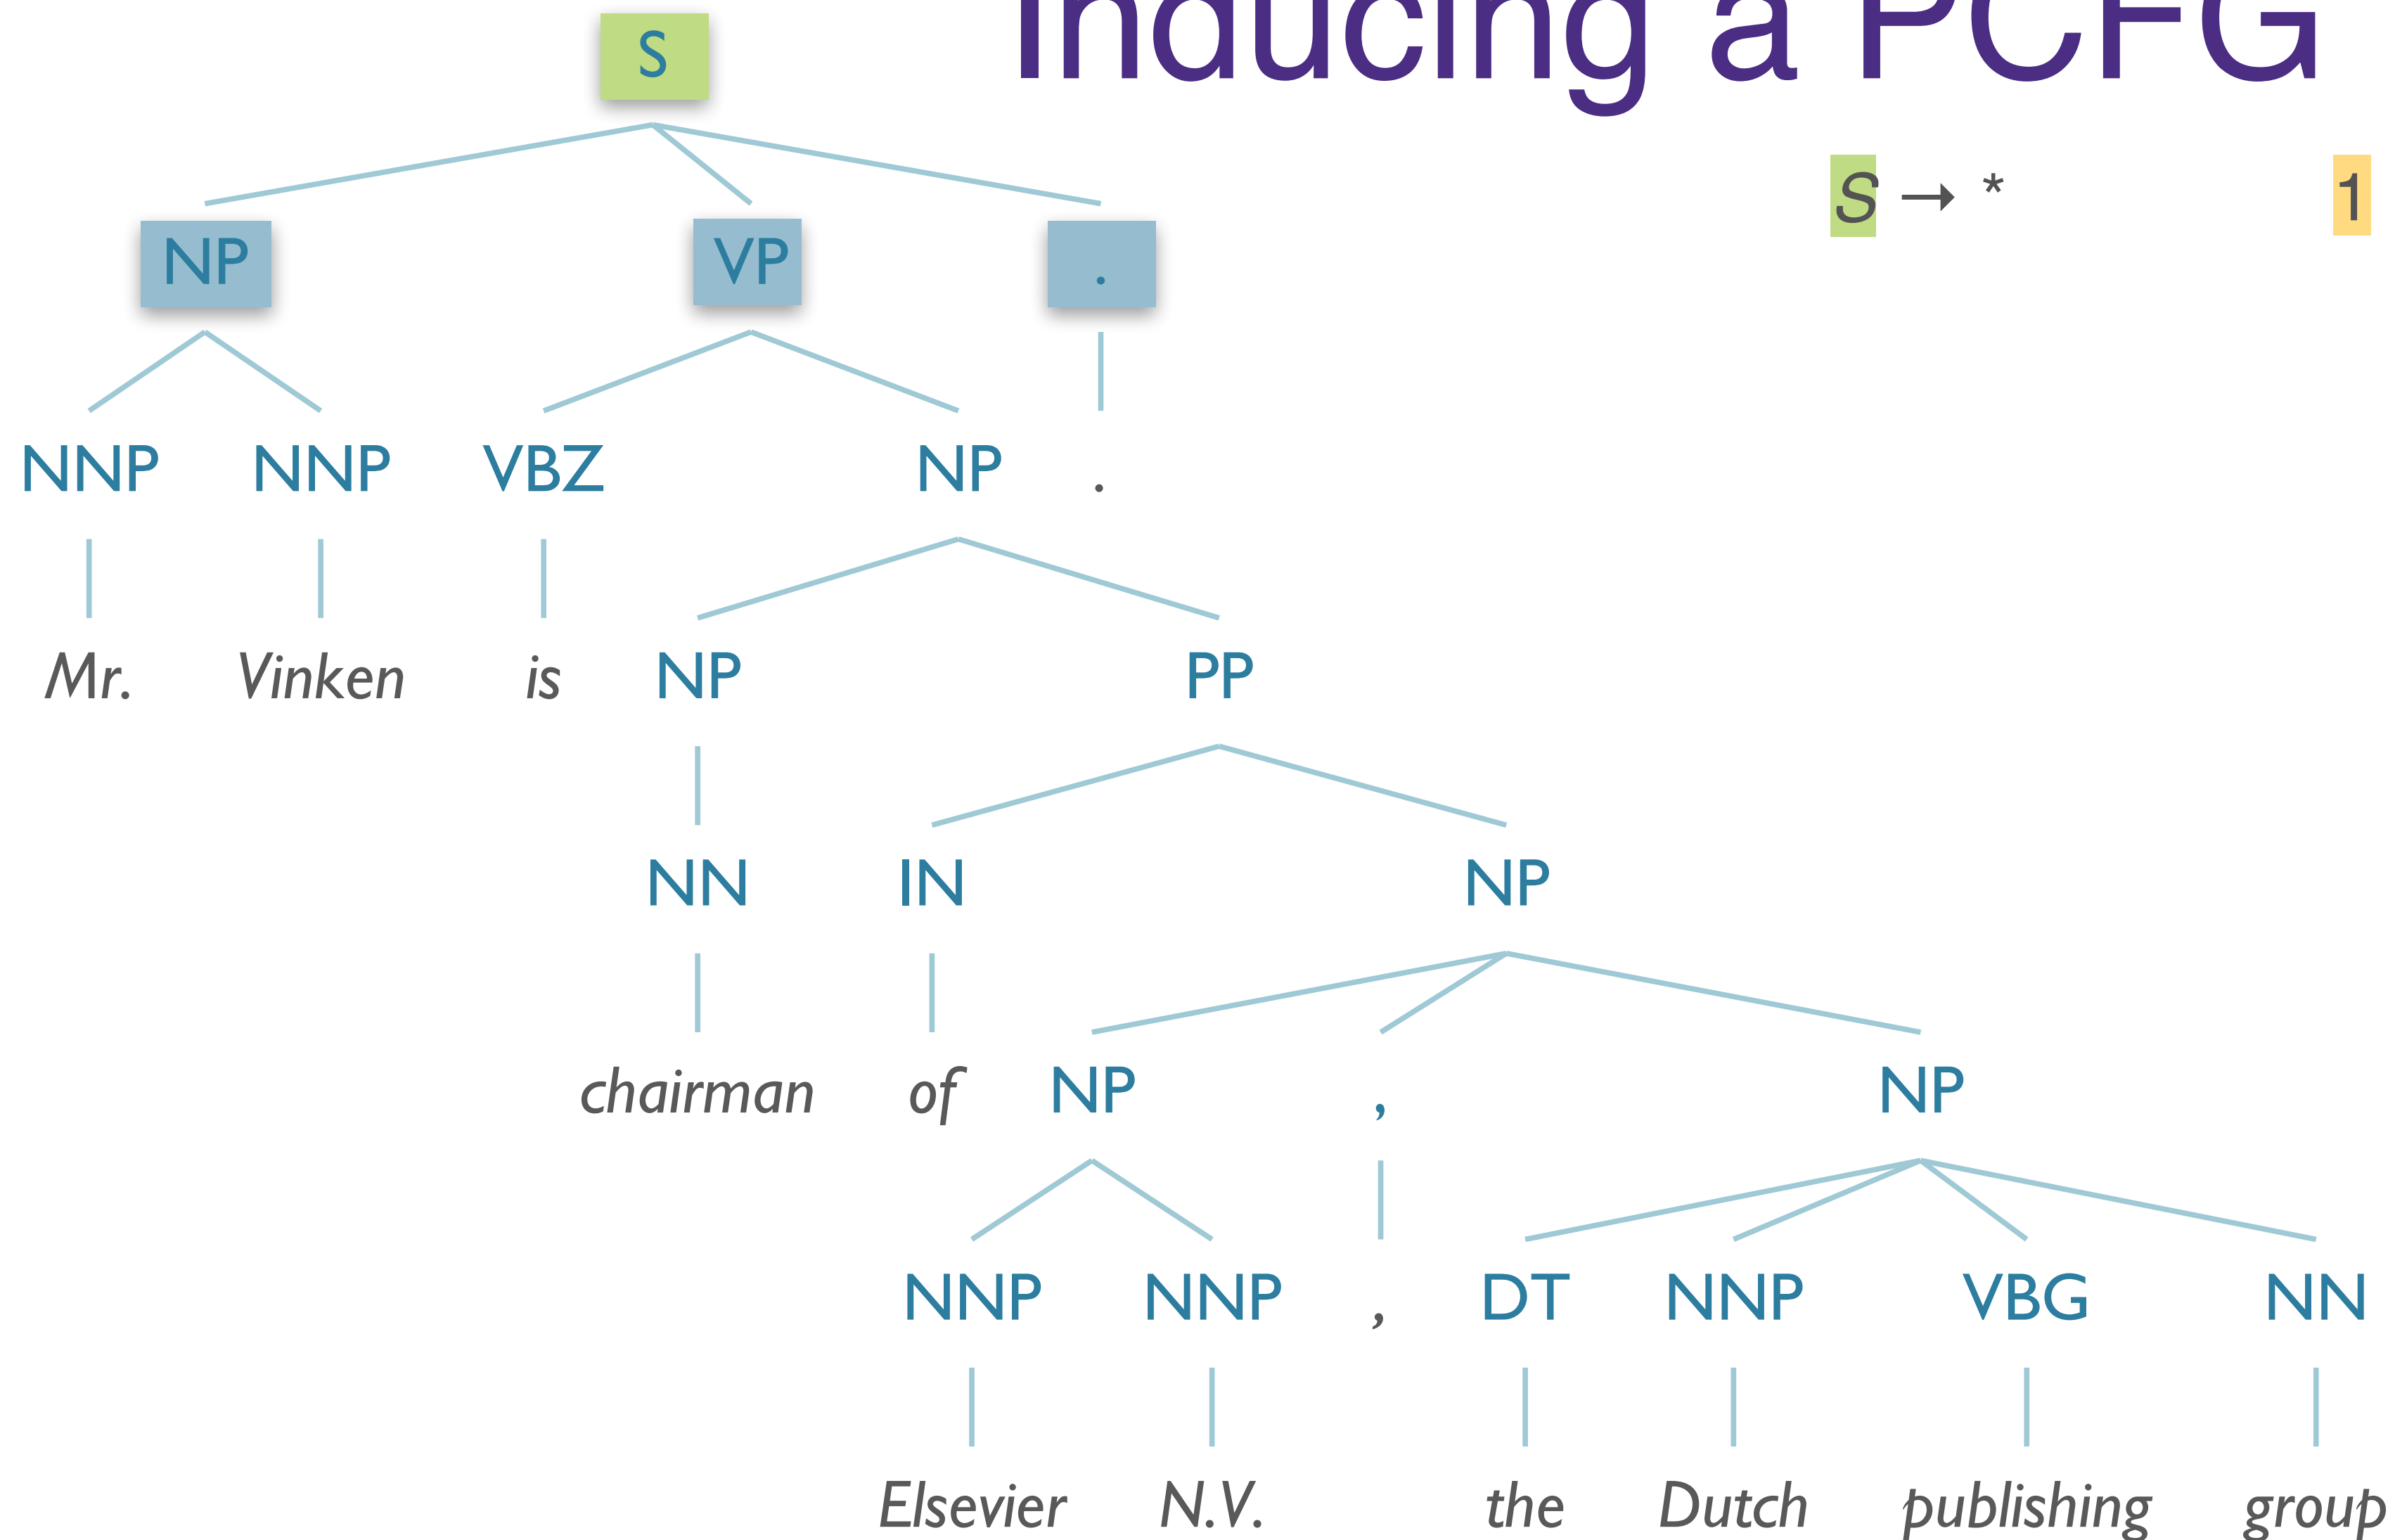 Inducing a PCFG
S
S → * 1
NP VP .
NNP NNP VBZ NP .
Mr. Vinken is NP PP
NN IN NP
chairman of NP , NP
NNP NNP , DT NNP VBG NN
Elsevier N.V. the Dutch publishing group